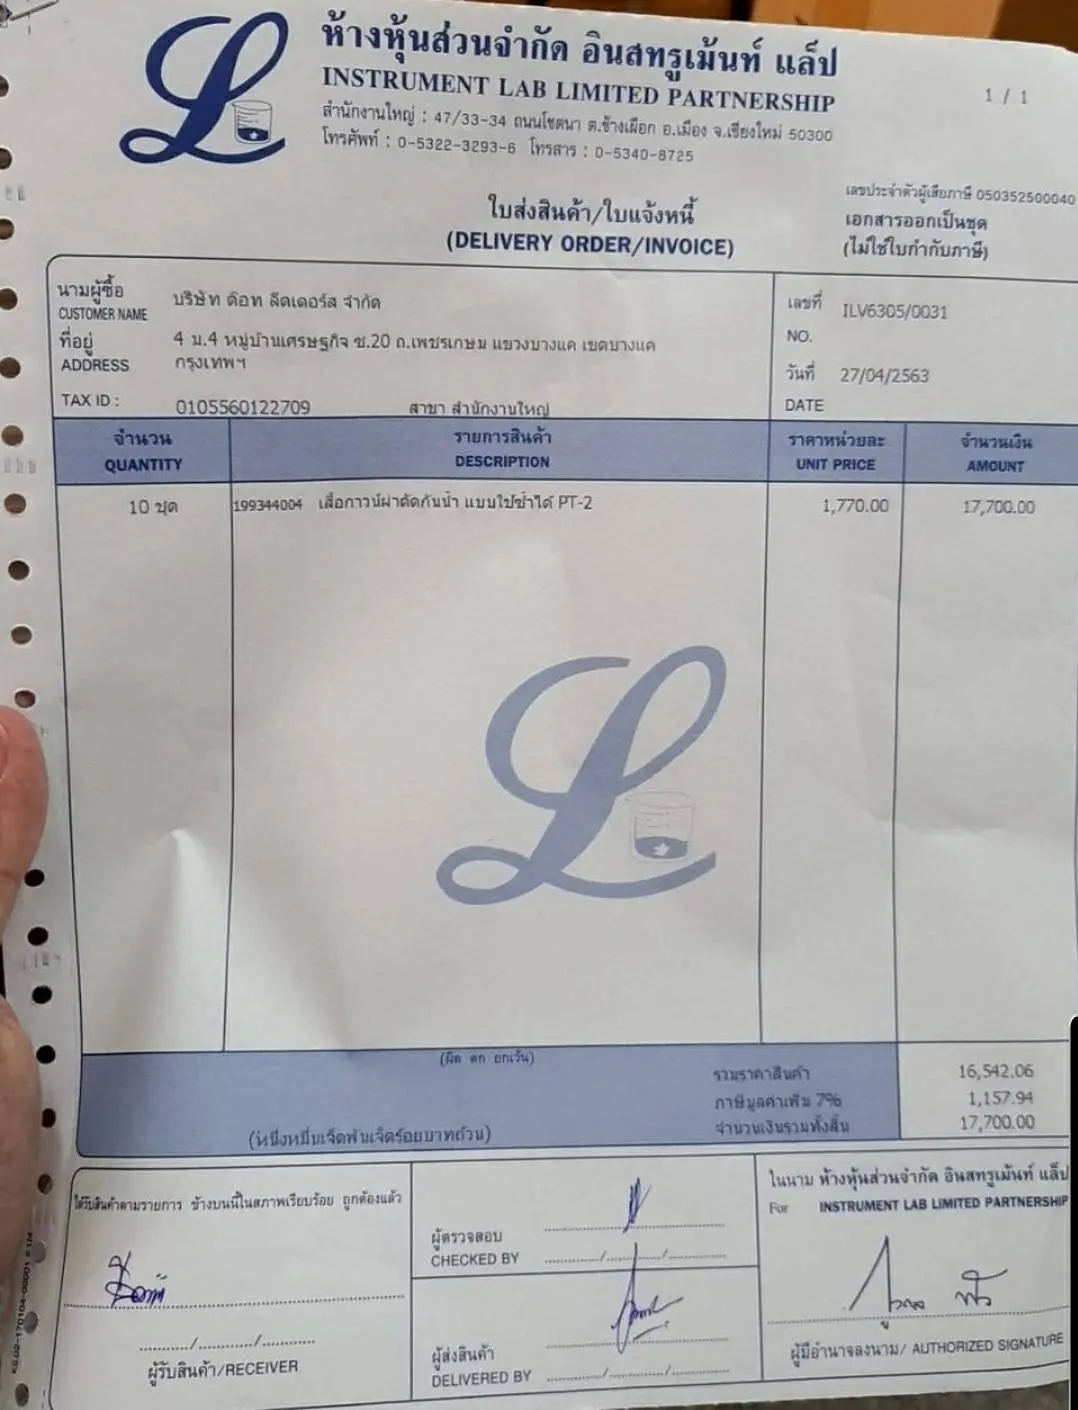 ห้างหุ้นส่วนจำกัด อินสทรูเม้นท์ แล็ป
INSTRUMENT LAB LIMITED PARTNERSHIP
สำนักงานใหญ่ : 47/33-34 ถนนโชตนา ต.ช้างเผือก อ.เมือง จ.เชียงใหม่ 50300
โทรศัพท์ : 0-5322-3293-6 โทรสาร : 0-5340-8725
1 / 1
เลขประจำตัวผู้เสียภาษี 050352500040
ใบส่งสินค้า/ใบแจ้งหนี้
(DELIVERY ORDER/INVOICE)
เอกสารออกเป็นชุด
(ไม่ใช่ใบกำกับภาษี)
นามผู้ซื้อ
CUSTOMER NAME
บริษัท ด๊อท ลีดเดอร์ส จำกัด
ที่อยู่
ADDRESS
4 ม.4 หมู่บ้านเศรษฐกิจ ซ.20 ถ.เพชรเกษม แขวงบางแค เขตบางแค
กรุงเทพฯ
TAX ID : 0105560122709 สาขา สำนักงานใหญ่
เลขที่ ILV6305/0031
NO.
วันที่ 27/04/2563
DATE
จำนวน รายการสินค้า ราคาหน่วยละ จำนวนเงิน
QUANTITY DESCRIPTION UNIT PRICE AMOUNT
10 ชุด 199344004 เสื้อกาวน์ผ่าตัดกันน้ำ แบบใช้ซ้ำได้ PT-2 1,770.00 17,700.00
(ผิด ตก ยกเว้น)
รวมราคาสินค้า 16,542.06
ภาษีมูลค่าเพิ่ม 7% 1,157.94
จำนวนเงินรวมทั้งสิ้น 17,700.00
(หนึ่งหมื่นเจ็ดพันเจ็ดร้อยบาทถ้วน)
ได้รับสินค้าตามรายการ ข้างบนนี้ในสภาพเรียบร้อย ถูกต้องแล้ว
ผู้รับสินค้า/RECEIVER
ผู้ตรวจสอบ
CHECKED BY
ผู้ส่งสินค้า
DELIVERED BY
ในนาม ห้างหุ้นส่วนจำกัด อินสทรูเม้นท์ แล็ป
For INSTRUMENT LAB LIMITED PARTNERSHIP
ผู้มีอำนาจลงนาม/ AUTHORIZED SIGNATURE